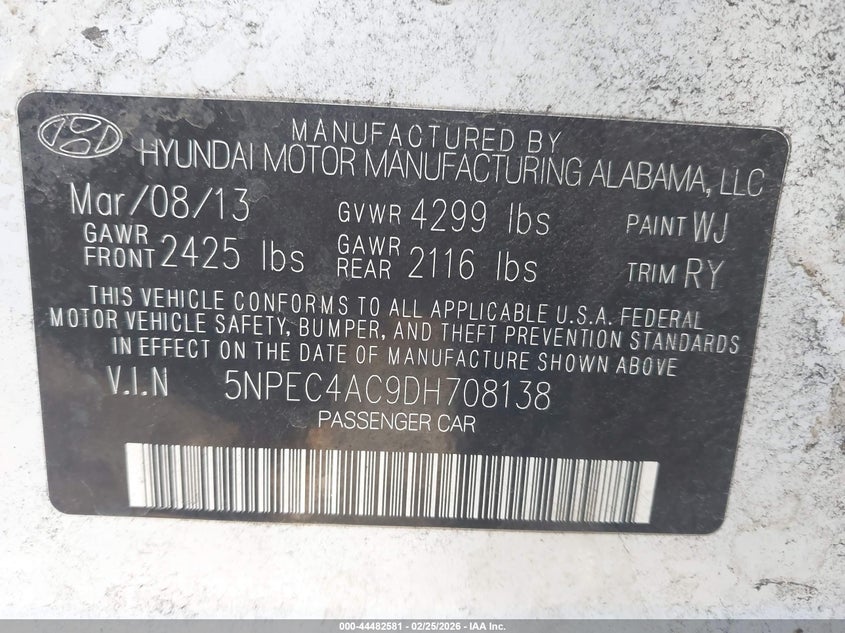 MANUFACTURED BY
HYUNDAI MOTOR MANUFACTURING ALABAMA, LLC
Mar/08/13 GVWR 4299 lbs PAINT WJ
GAWR FRONT 2425 lbs GAWR REAR 2116 lbs TRIM RY
THIS VEHICLE CONFORMS TO ALL APPLICABLE U.S.A. FEDERAL
MOTOR VEHICLE SAFETY, BUMPER, AND THEFT PREVENTION STANDARDS
IN EFFECT ON THE DATE OF MANUFACTURE SHOWN ABOVE
V.I.N 5NPEC4AC9DH708138
PASSENGER CAR
000-44482581 - 02/25/2026 - IAA Inc.